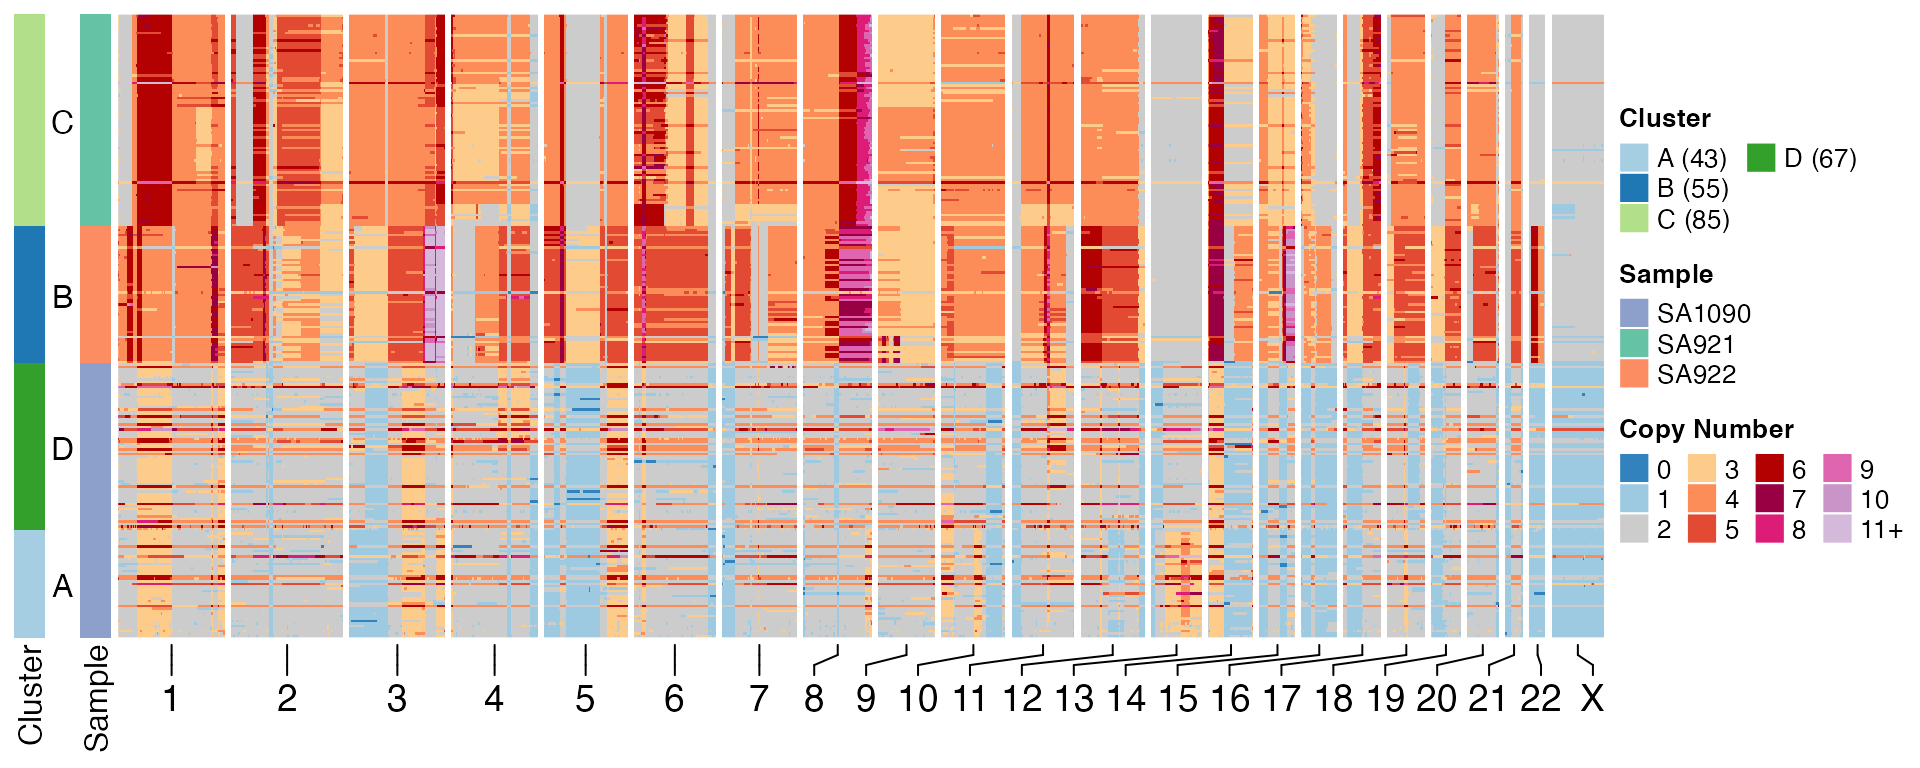 C
B
D
A
Cluster
Sample
1 2 3 4 5 6 7 8 9 10 11 12 13 14 15 16 17 18 19 20 21 22 X
Cluster
A (43) D (67)
B (55)
C (85)
Sample
SA1090
SA921
SA922
Copy Number
0 3 6 9
1 4 7 10
2 5 8 11+